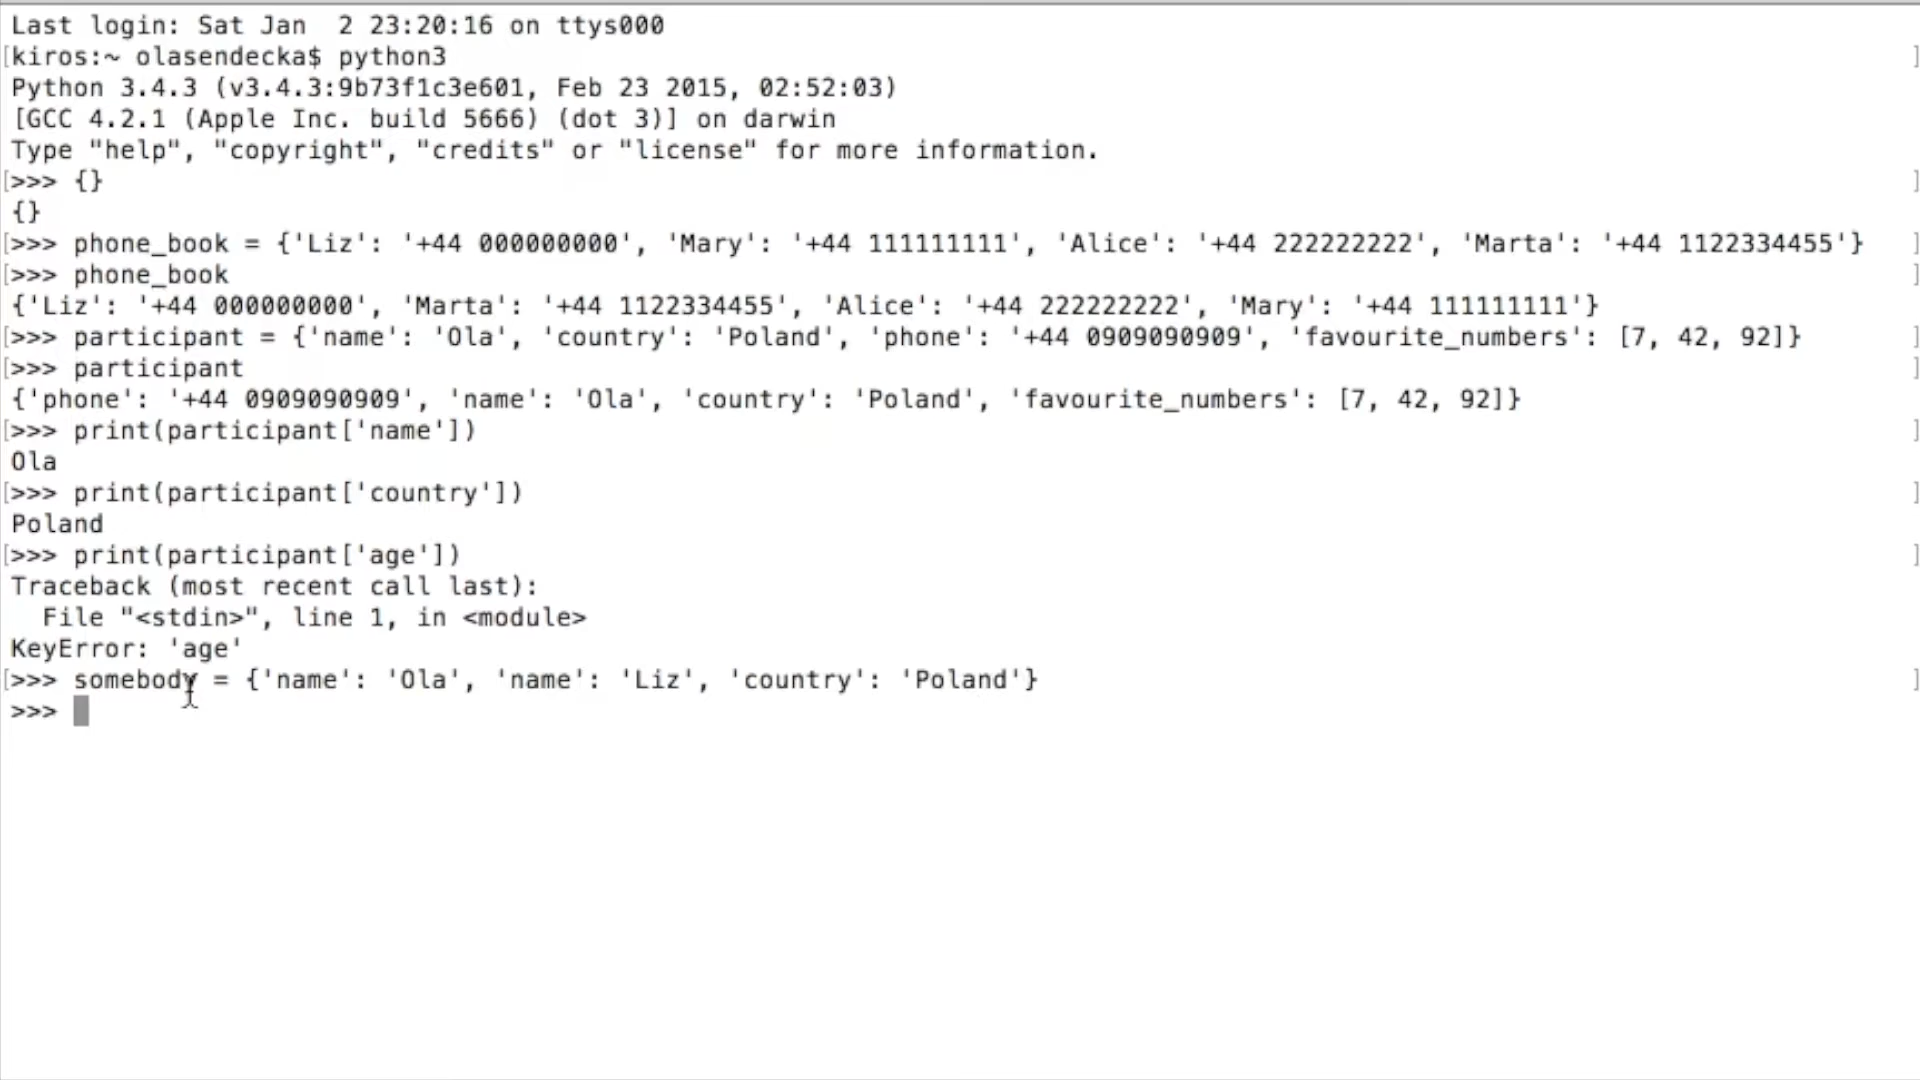 Last login: Sat Jan  2 23:20:16 on ttys000
[kiros:~ olasendecka$ python3 ]
Python 3.4.3 (v3.4.3:9b73f1c3e601, Feb 23 2015, 02:52:03)
[GCC 4.2.1 (Apple Inc. build 5666) (dot 3)] on darwin
Type "help", "copyright", "credits" or "license" for more information.
[>>> {} ]
{}
[>>> phone_book = {'Liz': '+44 000000000', 'Mary': '+44 111111111', 'Alice': '+44 222222222', 'Marta': '+44 1122334455'} ]
[>>> phone_book ]
{'Liz': '+44 000000000', 'Marta': '+44 1122334455', 'Alice': '+44 222222222', 'Mary': '+44 111111111'}
[>>> participant = {'name': 'Ola', 'country': 'Poland', 'phone': '+44 0909090909', 'favourite_numbers': [7, 42, 92]} ]
[>>> participant ]
{'phone': '+44 0909090909', 'name': 'Ola', 'country': 'Poland', 'favourite_numbers': [7, 42, 92]}
[>>> print(participant['name']) ]
Ola
[>>> print(participant['country']) ]
Poland
[>>> print(participant['age']) ]
Traceback (most recent call last):
  File "<stdin>", line 1, in <module>
KeyError: 'age'
[>>> somebody = {'name': 'Ola', 'name': 'Liz', 'country': 'Poland'} ]
>>>